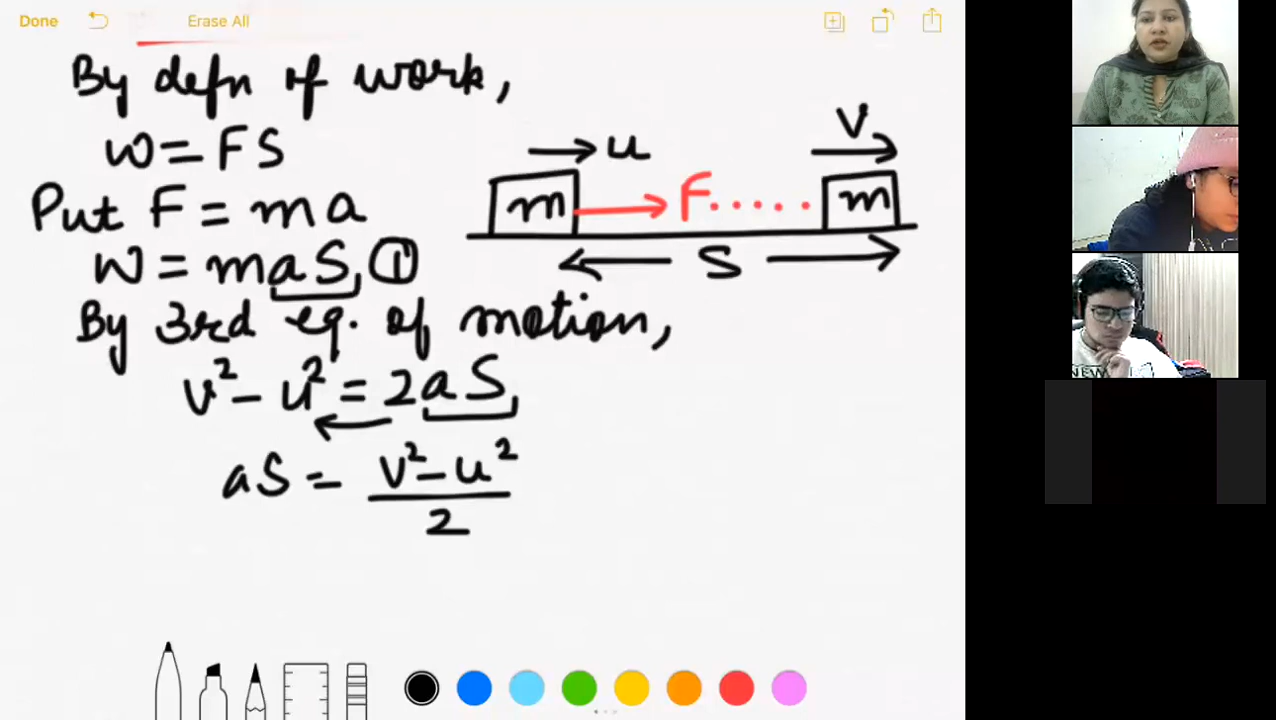 Done Erase All
By defn of work,
W = FS
Put F = ma
W = maS, ①
By 3rd eq. of motion,
v² - u² = 2aS,
aS = v² - u² / 2
u
v
m F..... m
S
NEW